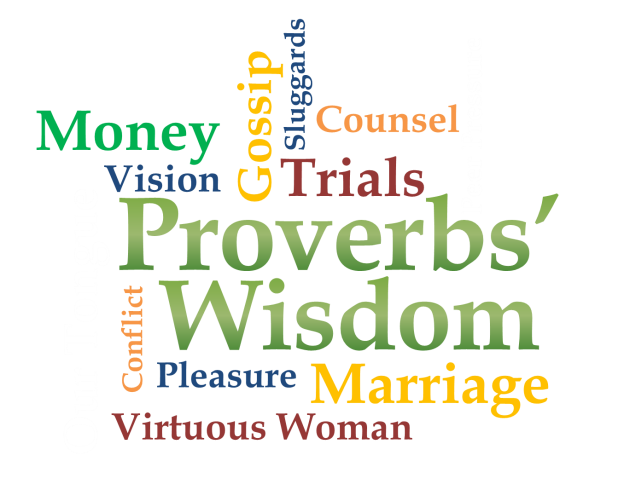 Sluggards
Gossip
Counsel
Money
Vision
Trials
Proverbs’
Wisdom
Conflict
Pleasure
Marriage
Virtuous Woman